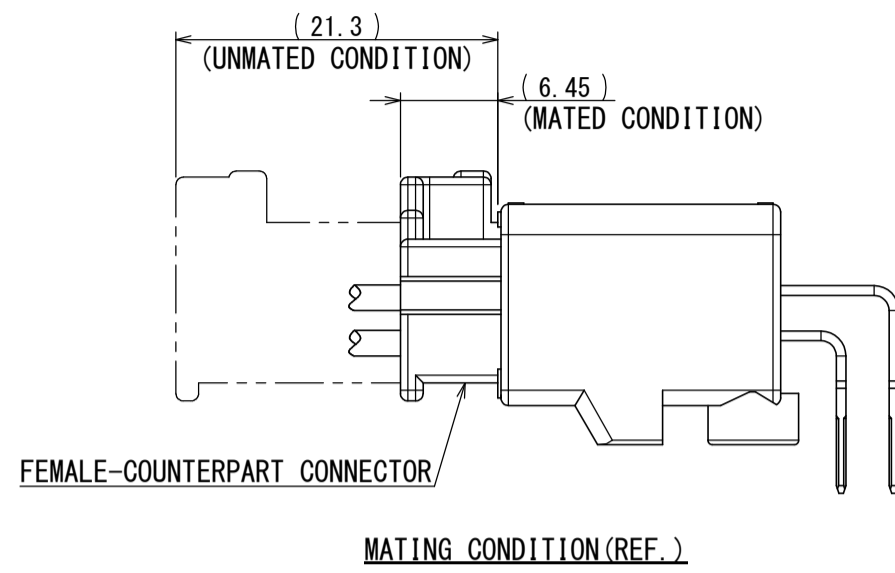 (21.3)
(UNMATED CONDITION)
(6.45)
(MATED CONDITION)
FEMALE-COUNTERPART CONNECTOR
MATING CONDITION(REF.)